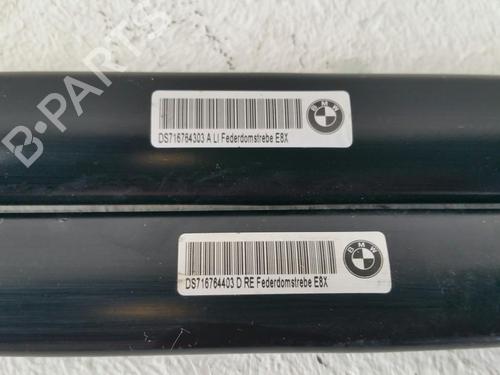 B-PARTS
BMW
DS716764303 A LI Federdomstrebe E8X
BMW
DS716764403 D RE Federdomstrebe E8X